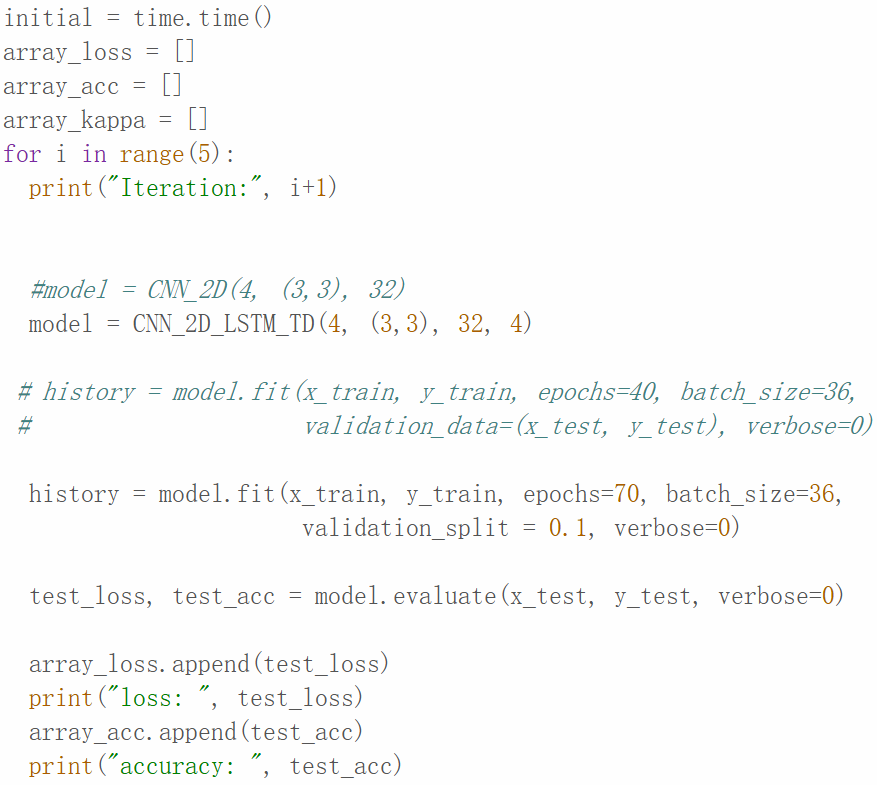 initial = time.time()
array_loss = []
array_acc = []
array_kappa = []
for i in range(5):
  print("Iteration:", i+1)
  #model = CNN_2D(4, (3,3), 32)
  model = CNN_2D_LSTM_TD(4, (3,3), 32, 4)
 # history = model.fit(x_train, y_train, epochs=40, batch_size=36,
 #                     validation_data=(x_test, y_test), verbose=0)
  history = model.fit(x_train, y_train, epochs=70, batch_size=36,
                       validation_split = 0.1, verbose=0)
  test_loss, test_acc = model.evaluate(x_test, y_test, verbose=0)
  array_loss.append(test_loss)
  print("loss: ", test_loss)
  array_acc.append(test_acc)
  print("accuracy: ", test_acc)